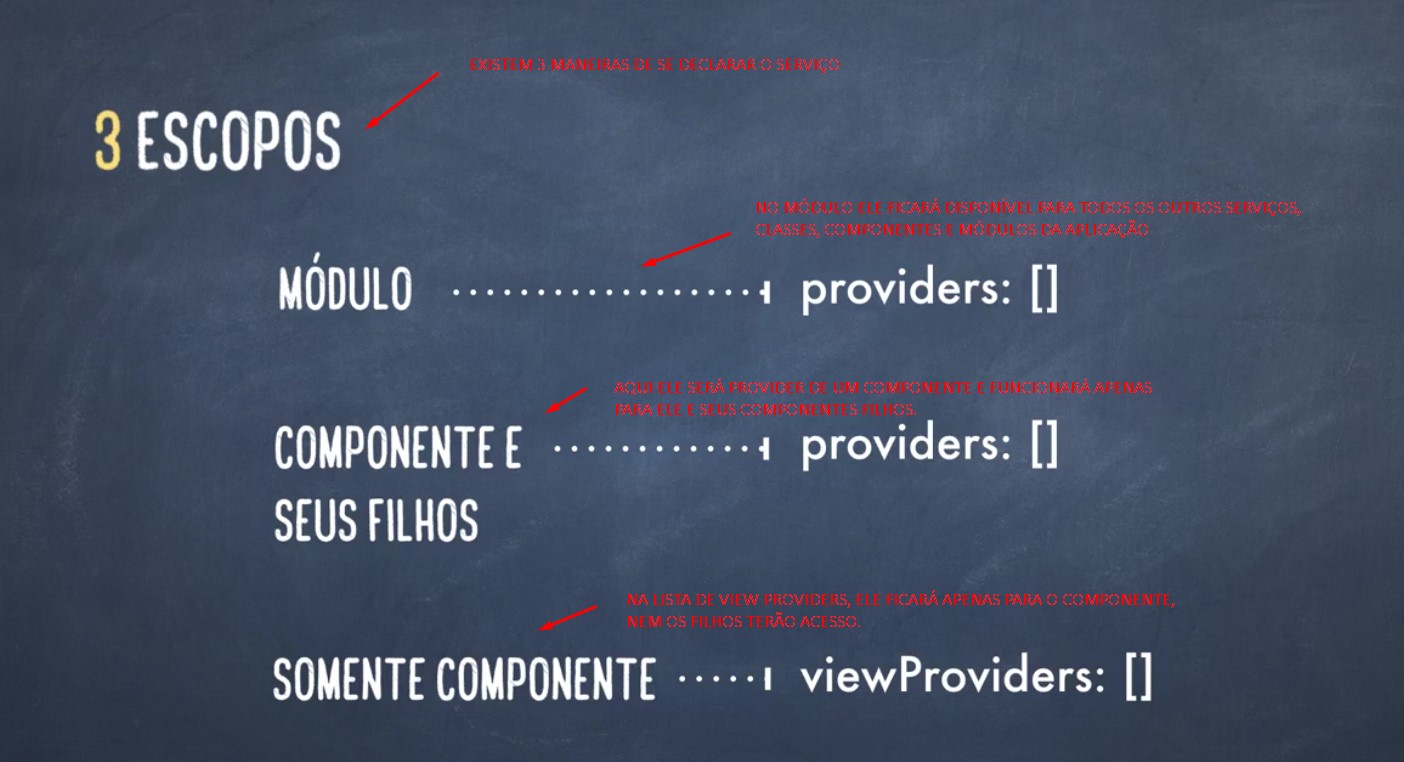 EXISTEM 3 MANEIRAS DE SE DECLARAR O SERVIÇO
3 ESCOPOS
NO MÓDULO ELE FICARÁ DISPONÍVEL PARA TODOS OS OUTROS SERVIÇOS,
CLASSES, COMPONENTES E MÓDULOS DA APLICAÇÃO
MÓDULO providers: []
AQUI ELE SERÁ PROVIDER DE UM COMPONENTE E FUNCIONARÁ APENAS
PARA ELE E SEUS COMPONENTES FILHOS.
COMPONENTE E providers: []
SEUS FILHOS
NA LISTA DE VIEW PROVIDERS, ELE FICARÁ APENAS PARA O COMPONENTE,
NEM OS FILHOS TERÃO ACESSO.
SOMENTE COMPONENTE viewProviders: []